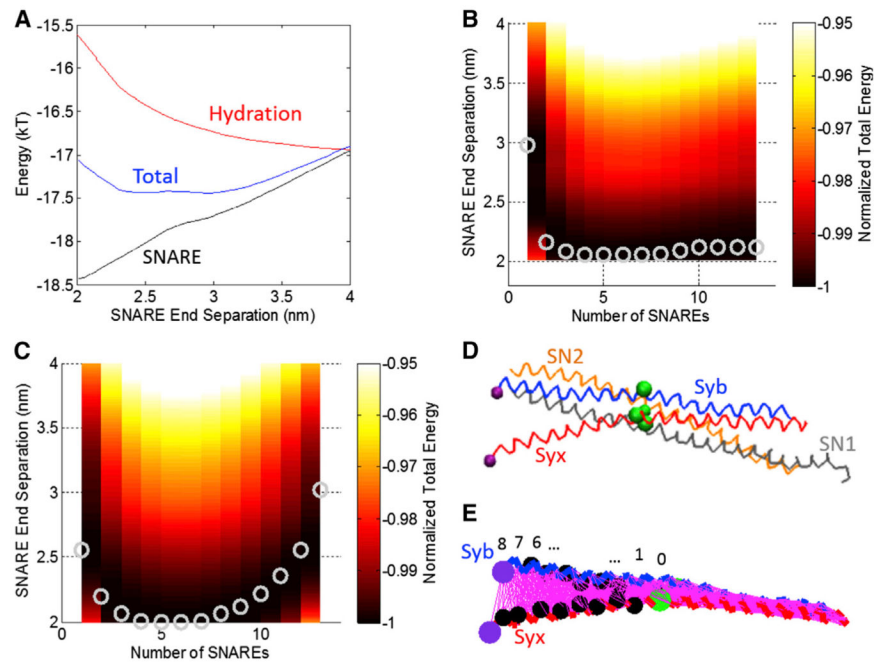 A
-15.5
-16
-16.5
-17
-17.5
-18
-18.5
Energy (kT)
Hydration
Total
SNARE
2 2.5 3 3.5 4
SNARE End Separation (nm)
B
4
3.5
3
2.5
2
SNARE End Separation (nm)
0 5 10
Number of SNAREs
-0.95
-0.96
-0.97
-0.98
-0.99
-1
Normalized Total Energy
C
4
3.5
3
2.5
2
SNARE End Separation (nm)
0 5 10
Number of SNAREs
-0.95
-0.96
-0.97
-0.98
-0.99
-1
Normalized Total Energy
D
SN2
Syb
SN1
Syx
E
8 7 6 ... ... 1 0
Syb
Syx